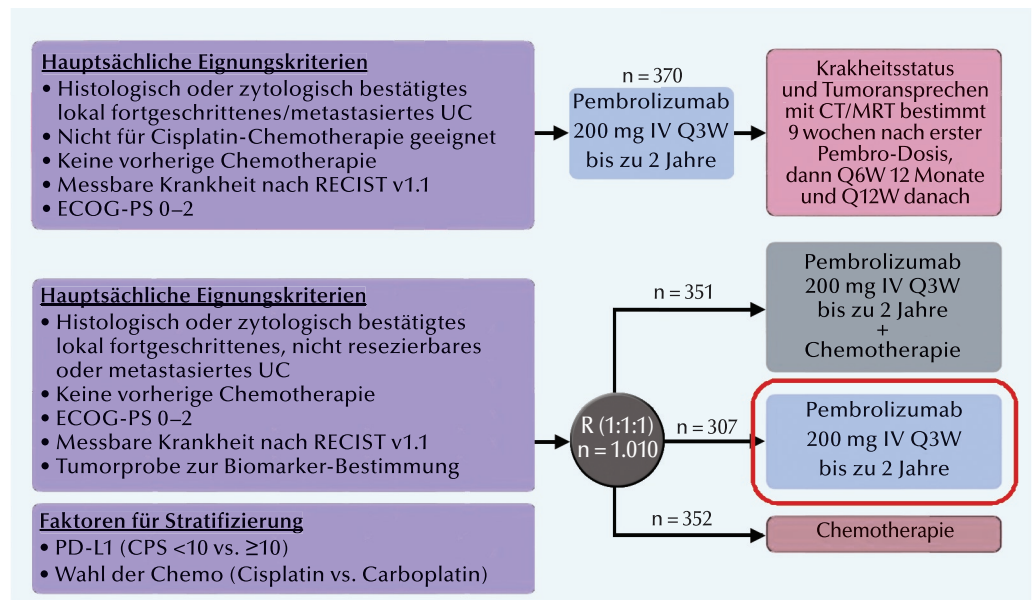 Hauptsächliche Eignungskriterien
• Histologisch oder zytologisch bestätigtes
lokal fortgeschrittenes/metastasiertes UC
• Nicht für Cisplatin-Chemotherapie geeignet
• Keine vorherige Chemotherapie
• Messbare Krankheit nach RECIST v1.1
• ECOG-PS 0–2
n = 370
Pembrolizumab
200 mg IV Q3W
bis zu 2 Jahre
Krakheitsstatus
und Tumoransprechen
mit CT/MRT bestimmt
9 wochen nach erster
Pembro-Dosis,
dann Q6W 12 Monate
und Q12W danach
Hauptsächliche Eignungskriterien
• Histologisch oder zytologisch bestätigtes
lokal fortgeschrittenes, nicht resezierbares
oder metastasiertes UC
• Keine vorherige Chemotherapie
• ECOG-PS 0–2
• Messbare Krankheit nach RECIST v1.1
• Tumorprobe zur Biomarker-Bestimmung
Faktoren für Stratifizierung
• PD-L1 (CPS <10 vs. ≥10)
• Wahl der Chemo (Cisplatin vs. Carboplatin)
R (1:1:1)
n = 1.010
n = 351
Pembrolizumab
200 mg IV Q3W
bis zu 2 Jahre
+
Chemotherapie
n = 307
Pembrolizumab
200 mg IV Q3W
bis zu 2 Jahre
n = 352
Chemotherapie